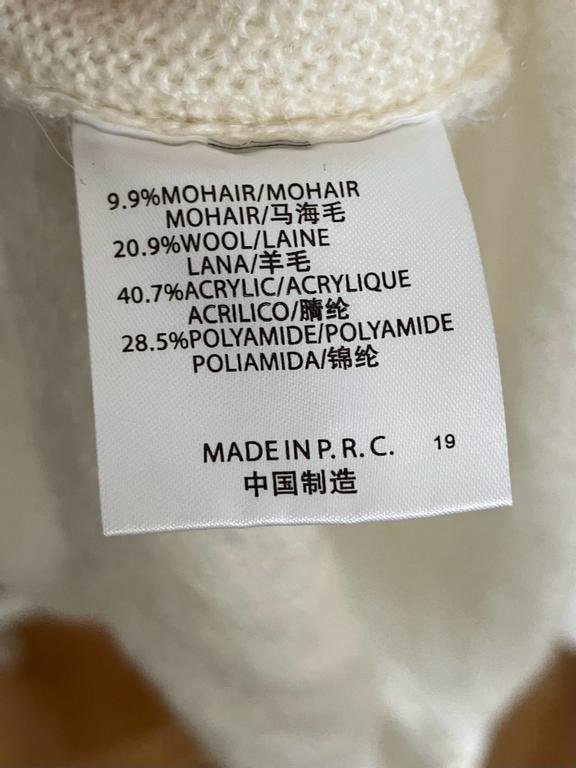 9.9%MOHAIR/MOHAIR
MOHAIR/马海毛
20.9%WOOL/LAINE
LANA/羊毛
40.7%ACRYLIC/ACRYLIQUE
ACRILICO/腈纶
28.5%POLYAMIDE/POLYAMIDE
POLIAMIDA/锦纶
MADE IN P. R. C. 19
中国制造